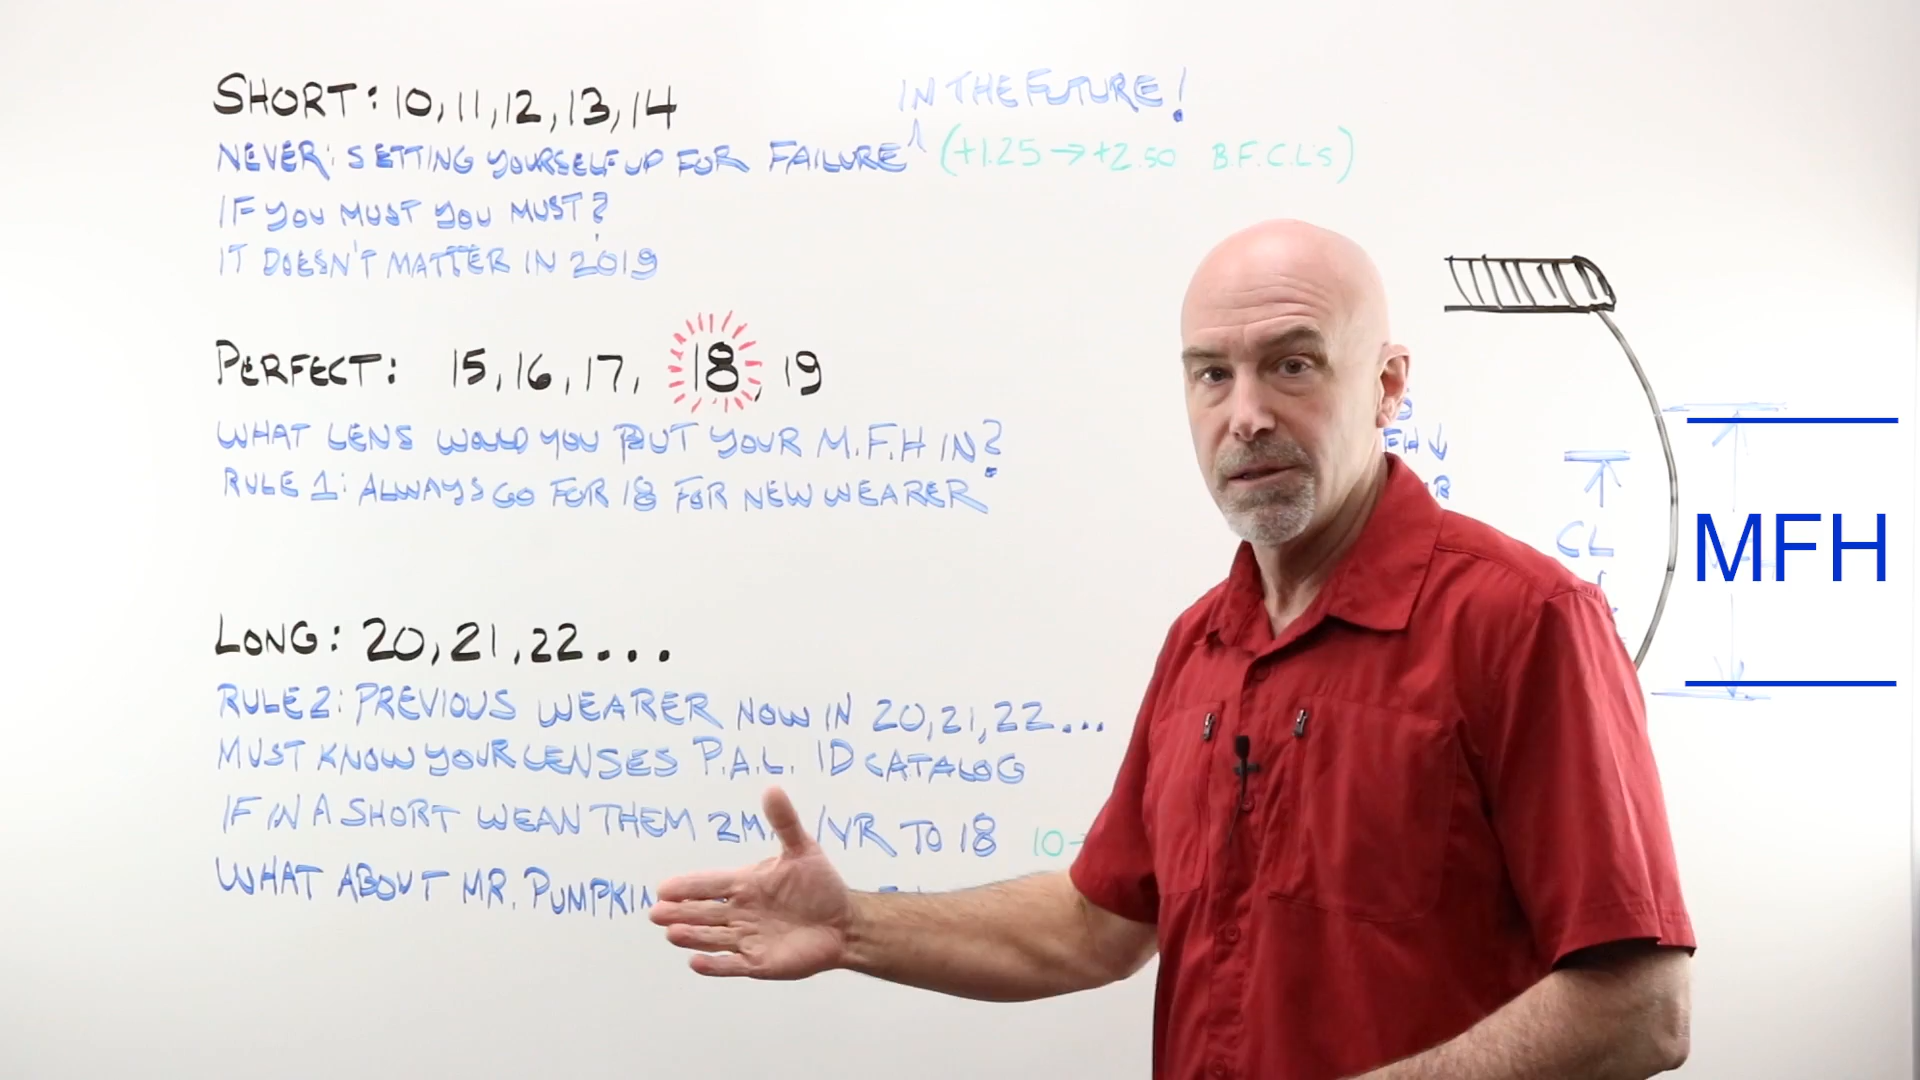 SHORT: 10, 11, 12, 13, 14
IN THE FUTURE!
NEVER: SETTING YOURSELF UP FOR FAILURE ^ (+1.25 → +2.50 B.F.C.L's)
IF YOU MUST YOU MUST?
IT DOESN'T MATTER IN 2019
PERFECT: 15, 16, 17, 18, 19
WHAT LENS WOULD YOU PUT YOUR M.F.H IN?
RULE 1: ALWAYS GO FOR 18 FOR NEW WEARER
LONG: 20, 21, 22...
RULE 2: PREVIOUS WEARER NOW IN 20, 21, 22...
MUST KNOW YOUR LENSES P.A.L. ID CATALOG
IF IN A SHORT WEAN THEM 2M /YR TO 18 10→
WHAT ABOUT MR. PUMPKIN
FH ↓
CL
MFH